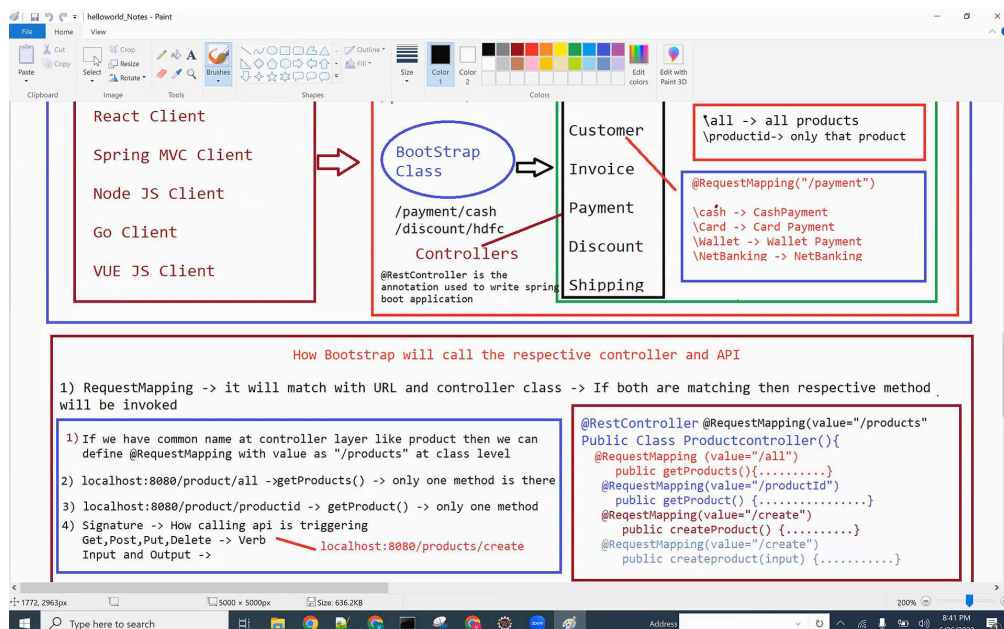 helloworld_Notes - Paint
File Home View
Paste
Cut
Copy
Clipboard
Select
Crop
Resize
Rotate
Image
Tools
Brushes
Shapes
Outline
Fill
Size
Color 1
Color 2
Colors
Edit colors
Edit with Paint 3D
React Client
Spring MVC Client
Node JS Client
Go Client
VUE JS Client
BootStrap
Class
/payment/cash
/discount/hdfc
Controllers
@RestController is the
annotation used to write spring
boot application
Customer
Invoice
Payment
Discount
Shipping
\all -> all products
\productid-> only that product
@RequestMapping("/payment")
\cash -> CashPayment
\Card -> Card Payment
\Wallet -> Wallet Payment
\NetBanking -> NetBanking
How Bootstrap will call the respective controller and API
1) RequestMapping -> it will match with URL and controller class -> If both are matching then respective method
will be invoked
1) If we have common name at controller layer like product then we can
define @RequestMapping with value as "/products" at class level
2) localhost:8080/product/all ->getProducts() -> only one method is there
3) localhost:8080/product/productid -> getProduct() -> only one method
4) Signature -> How calling api is triggering
Get,Post,Put,Delete -> Verb
Input and Output ->
localhost:8080/products/create
@RestController @RequestMapping(value="/products"
Public Class Productcontroller(){
@RequestMapping (value="/all")
public getProducts(){..........}
@RequestMapping(value="/productId")
public getProduct() {................}
@ReqestMapping(value="/create")
public createProduct() {..........}
@RequestMapping(value="/create")
public createproduct(input) {...........}
1772, 2963px
5000 × 5000px
Size: 636.2KB
200%
Type here to search
zoom
Address
8:41 PM